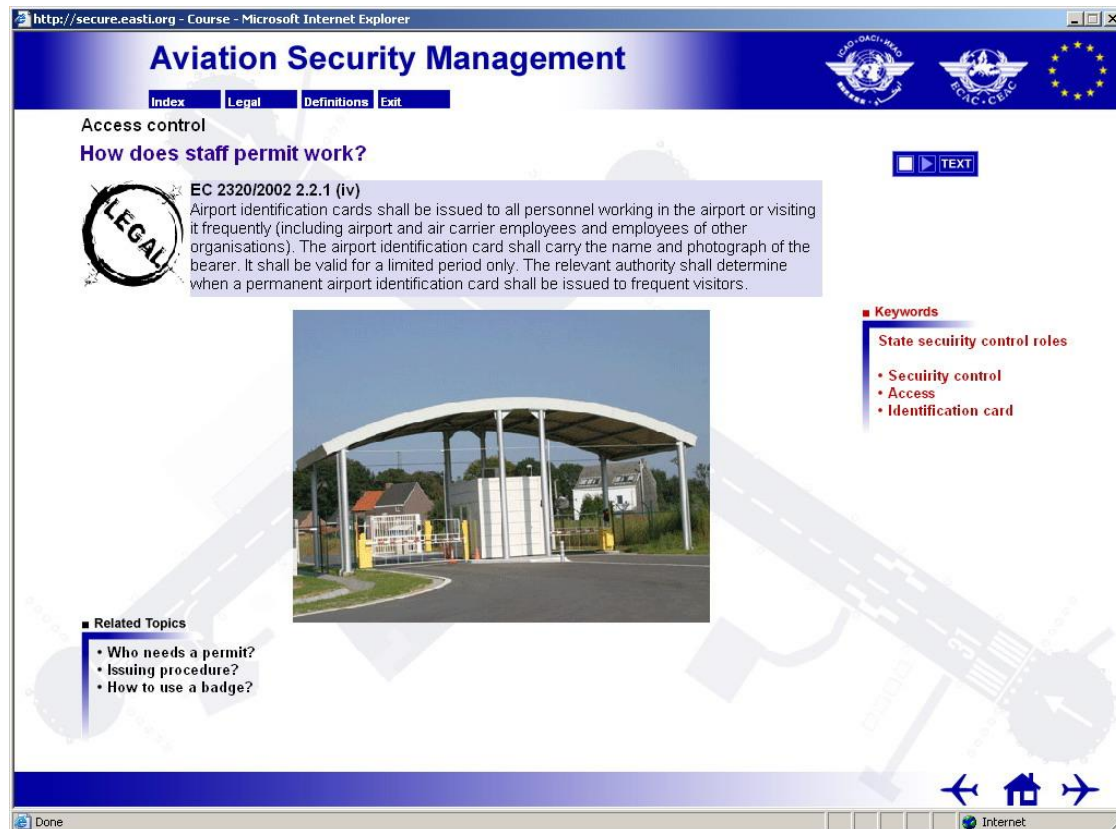 http://secure.easti.org - Course - Microsoft Internet Explorer
Aviation Security Management
ICAO · OACI · ИКАО
ECAC · CEAC
Index Legal Definitions Exit
Access control
How does staff permit work?
TEXT
LEGAL
EC 2320/2002 2.2.1 (iv)
Airport identification cards shall be issued to all personnel working in the airport or visiting
it frequently (including airport and air carrier employees and employees of other
organisations). The airport identification card shall carry the name and photograph of the
bearer. It shall be valid for a limited period only. The relevant authority shall determine
when a permanent airport identification card shall be issued to frequent visitors.
Keywords
State secuirity control roles
• Secuirity control
• Access
• Identification card
Related Topics
• Who needs a permit?
• Issuing procedure?
• How to use a badge?
Done
Internet